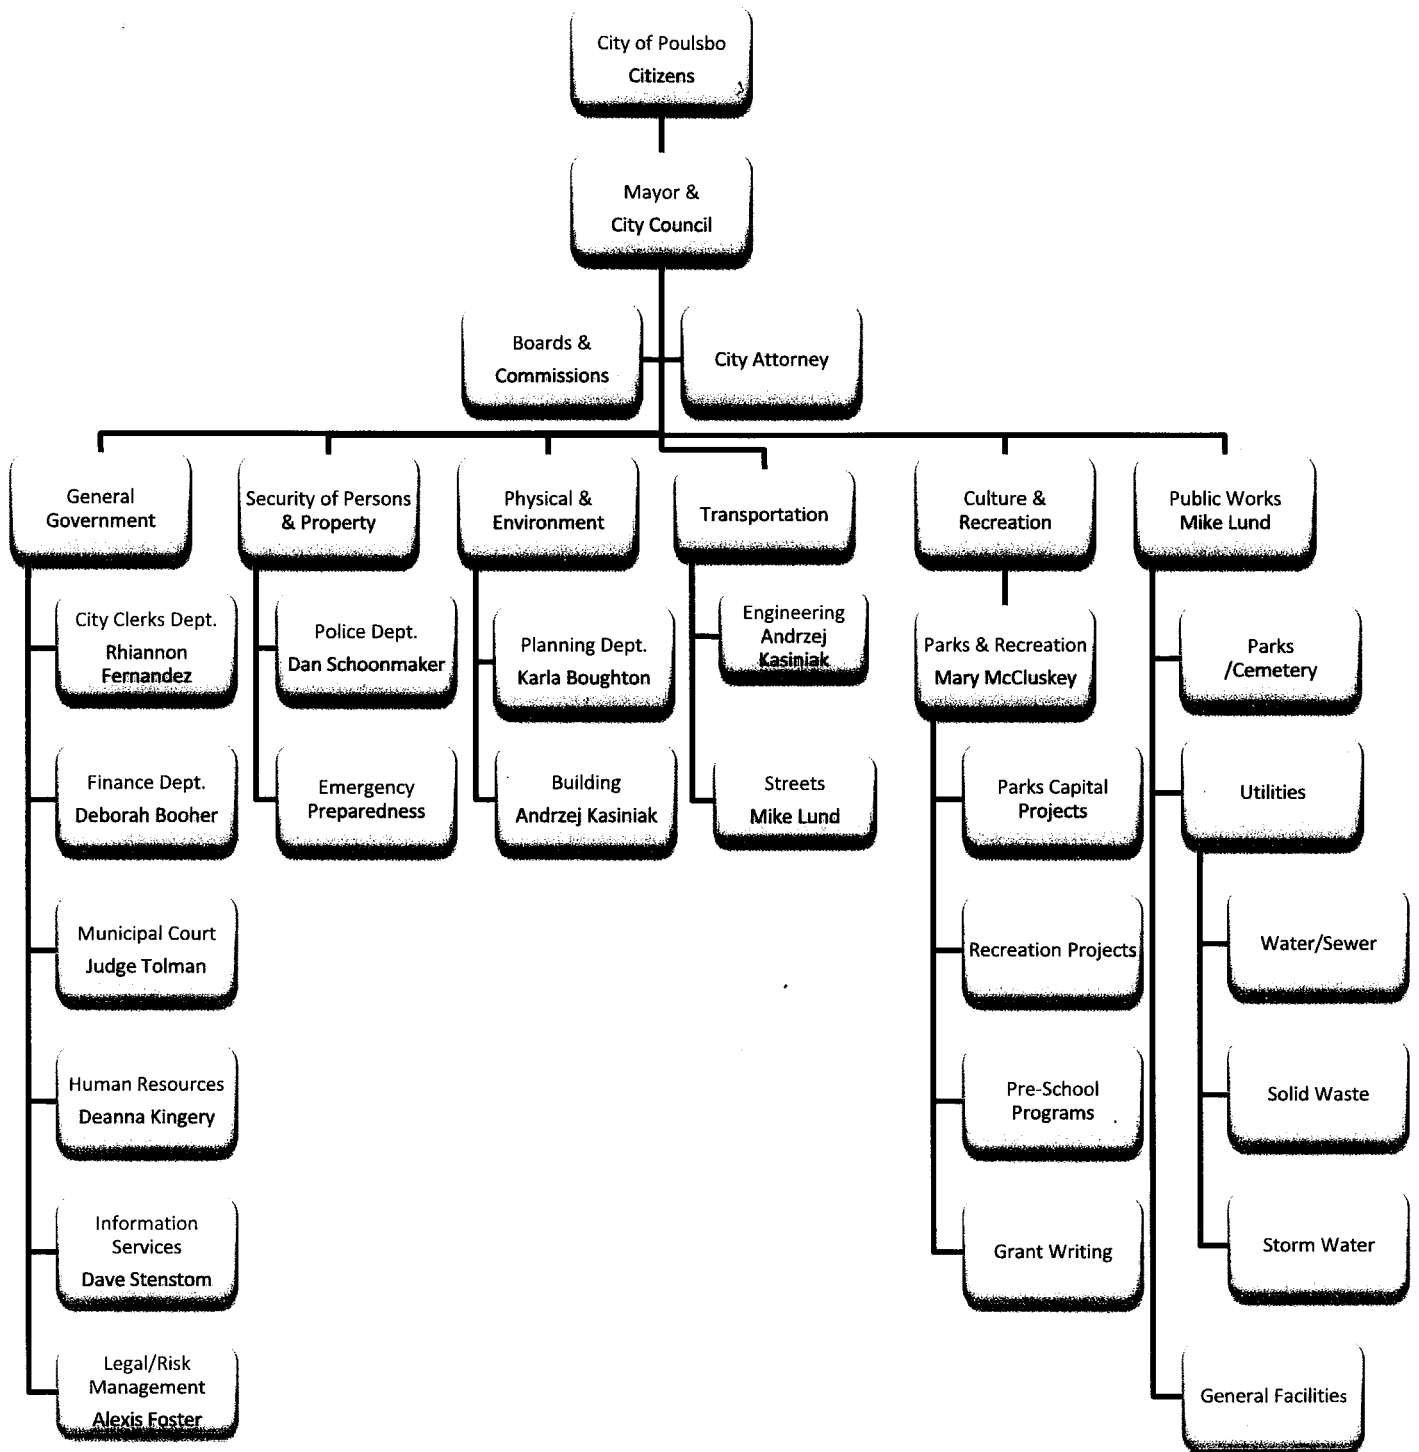 City of Poulsbo
Citizens
Mayor &
City Council
Boards &
Commissions
City Attorney
General
Government
Security of Persons
& Property
Physical &
Environment
Transportation
Culture &
Recreation
Public Works
Mike Lund
City Clerks Dept.
Rhiannon
Fernandez
Finance Dept.
Deborah Booher
Municipal Court
Judge Tolman
Human Resources
Deanna Kingery
Information
Services
Dave Stenstom
Legal/Risk
Management
Alexis Foster
Police Dept.
Dan Schoonmaker
Emergency
Preparedness
Planning Dept.
Karla Boughton
Building
Andrzej Kasiniak
Engineering
Andrzej
Kasiniak
Streets
Mike Lund
Parks & Recreation
Mary McCluskey
Parks Capital
Projects
Recreation Projects
Pre-School
Programs
Grant Writing
Parks
/Cemetery
Utilities
Water/Sewer
Solid Waste
Storm Water
General Facilities